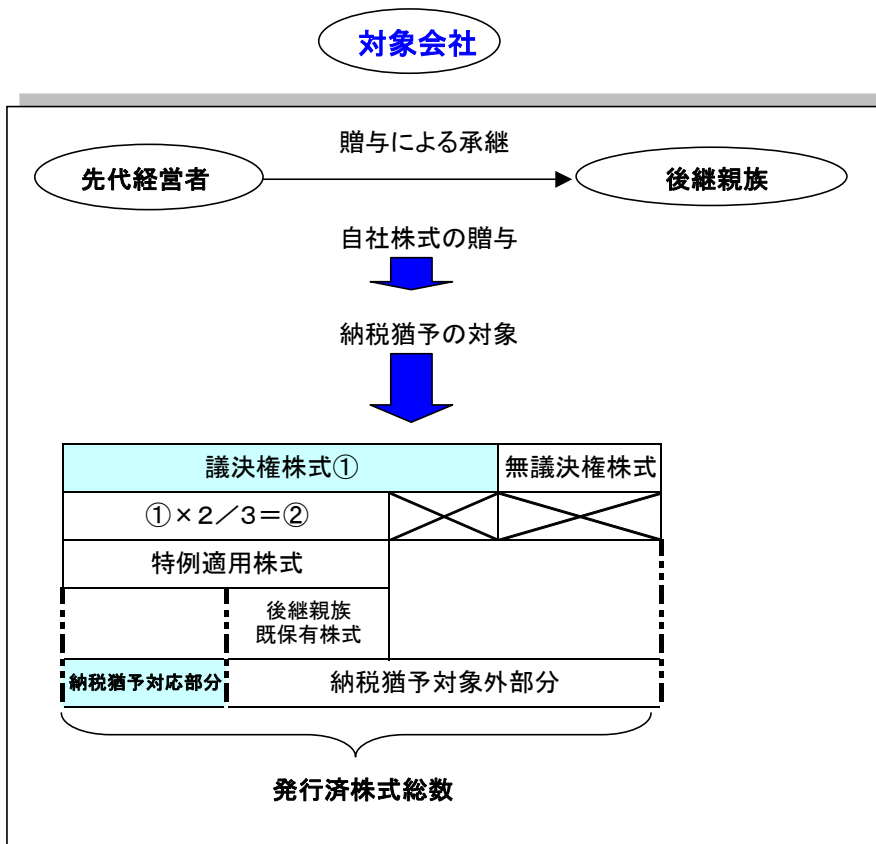 対象会社
贈与による承継
先代経営者
後継親族
自社株式の贈与
納税猶予の対象
議決権株式①
無議決権株式
①×2/3=②
特例適用株式
後継親族
既保有株式
納税猶予対応部分
納税猶予対象外部分
発行済株式総数